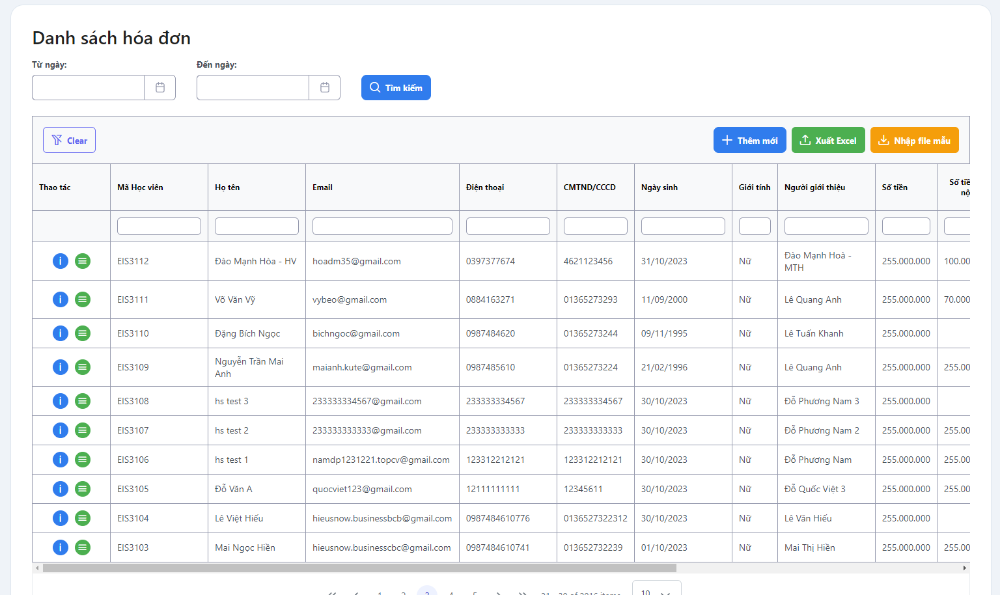 Danh sách hóa đơn
Từ ngày: Đến ngày:
Tìm kiếm
Clear Thêm mới Xuất Excel Nhập file mẫu
Thao tác Mã Học viên Họ tên Email Điện thoại CMTND/CCCD Ngày sinh Giới tính Người giới thiệu Số tiền Số tiề
nộ
EIS3112 Đào Mạnh Hòa - HV hoadm35@gmail.com 0397377674 4621123456 31/10/2023 Nữ Đào Mạnh Hoà - 255.000.000 100.00
MTH
EIS3111 Võ Văn Vỹ vybeo@gmail.com 0884163271 01365273293 11/09/2000 Nữ Lê Quang Anh 255.000.000 70.000
EIS3110 Đặng Bích Ngọc bichngoc@gmail.com 0987484620 01365273244 09/11/1995 Nữ Lê Tuấn Khanh 255.000.000
Nguyễn Trần Mai
Anh
EIS3109 maianh.kute@gmail.com 0987485610 01365273224 21/02/1996 Nữ Lê Quang Anh 255.000.000 255.00
EIS3108 hs test 3 233333334567@gmail.com 233333334567 233333334567 30/10/2023 Nữ Đỗ Phương Nam 3 255.000.000
EIS3107 hs test 2 233333333333@gmail.com 233333333333 233333333333 30/10/2023 Nữ Đỗ Phương Nam 2 255.000.000 255.00
EIS3106 hs test 1 namdp1231221.topcv@gmail.com 123312212121 123312212121 30/10/2023 Nữ Đỗ Phương Nam 255.000.000 255.00
EIS3105 Đỗ Văn A quocviet123@gmail.com 12111111111 12345611 30/10/2023 Nữ Đỗ Quốc Việt 3 255.000.000 255.00
EIS3104 Lê Việt Hiếu hieusnow.businessbcb@gmail.com 0987484610776 0136527322312 30/10/2023 Nữ Lê Văn Hiếu 255.000.000
EIS3103 Mai Ngọc Hiền hieusnow.businesscbc@gmail.com 0987484610741 013652732239 01/10/2023 Nữ Mai Thị Hiền 255.000.000 255.00
1 2 3 4 5 21 - 30 of 2016 items 10